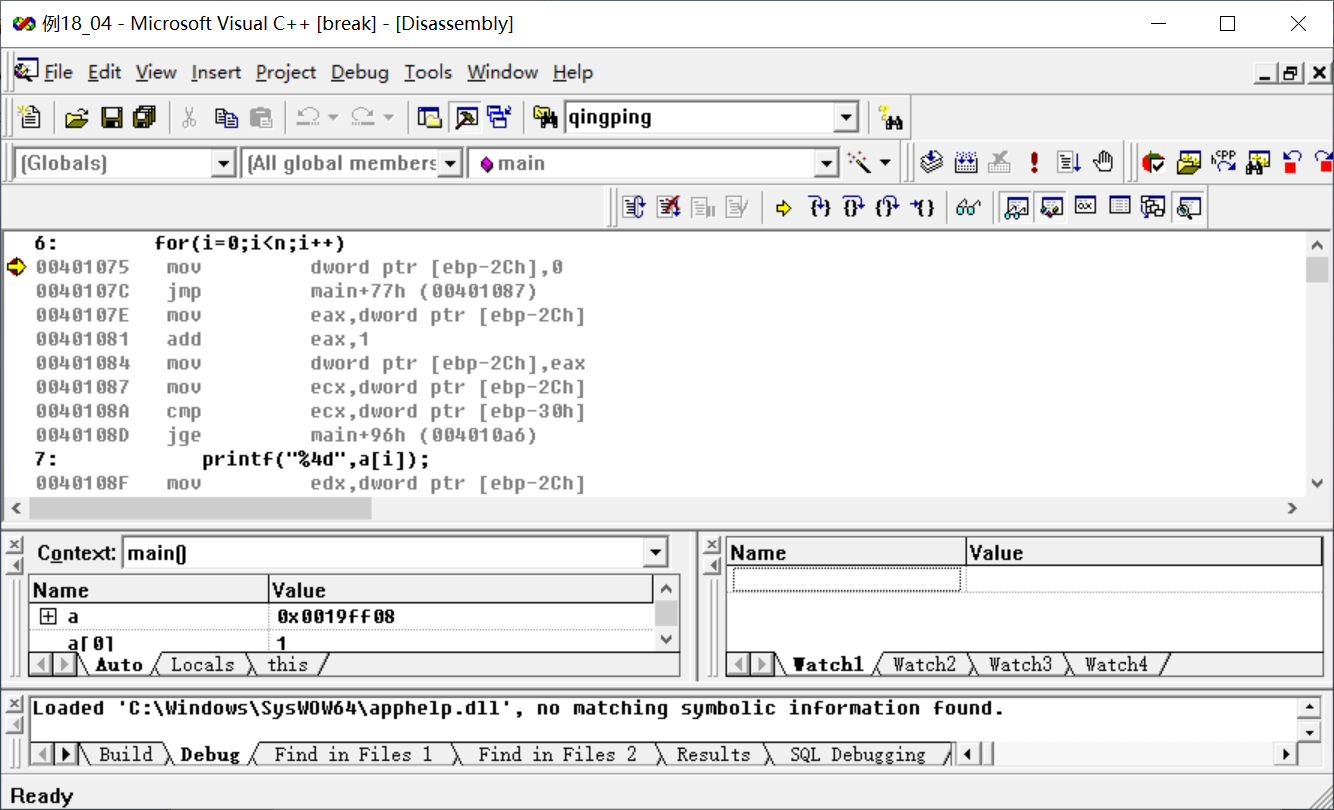 例18_04 - Microsoft Visual C++ [break] - [Disassembly]
File Edit View Insert Project Debug Tools Window Help
qingping
(Globals) (All global members main
6: for(i=0;i<n;i++)
00401075 mov dword ptr [ebp-2Ch],0
0040107C jmp main+77h (00401087)
0040107E mov eax,dword ptr [ebp-2Ch]
00401081 add eax,1
00401084 mov dword ptr [ebp-2Ch],eax
00401087 mov ecx,dword ptr [ebp-2Ch]
0040108A cmp ecx,dword ptr [ebp-30h]
0040108D jge main+96h (004010a6)
7: printf("%4d",a[i]);
0040108F mov edx,dword ptr [ebp-2Ch]
Context: main()
Name Value
a 0x0019ff08
a[0] 1
Auto Locals this
Name Value
Watch1 Watch2 Watch3 Watch4
Loaded 'C:\Windows\SysWOW64\apphelp.dll', no matching symbolic information found.
Build Debug Find in Files 1 Find in Files 2 Results SQL Debugging
Ready